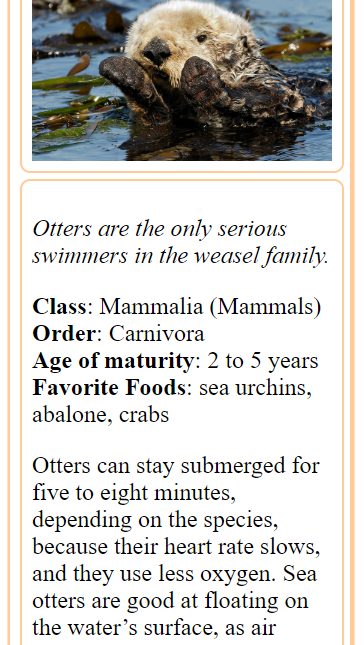 Otters are the only serious
swimmers in the weasel family.
Class: Mammalia (Mammals)
Order: Carnivora
Age of maturity: 2 to 5 years
Favorite Foods: sea urchins,
abalone, crabs
Otters can stay submerged for
five to eight minutes,
depending on the species,
because their heart rate slows,
and they use less oxygen. Sea
otters are good at floating on
the water’s surface, as air